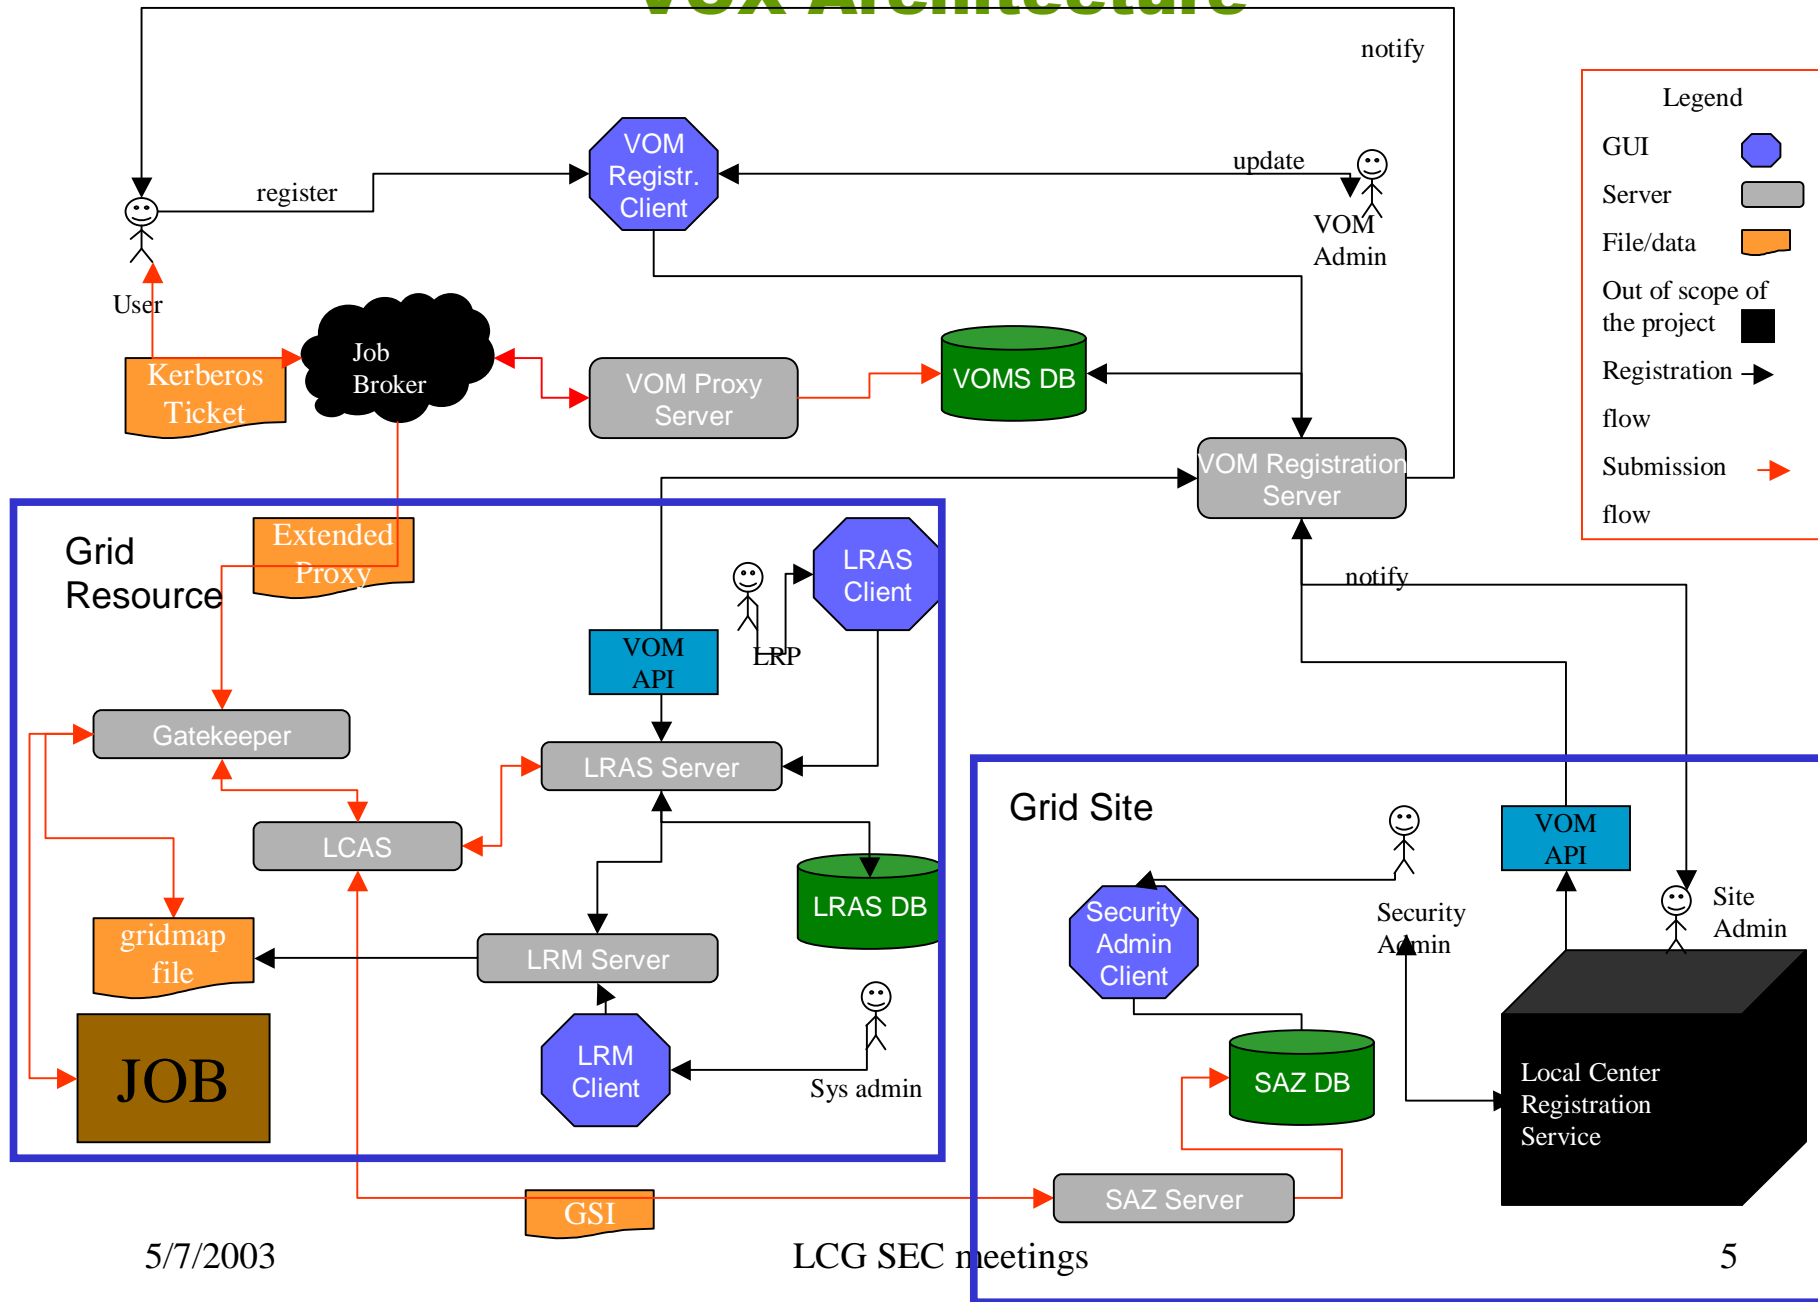 VOX Architecture
notify
Legend
GUI
Server
File/data
Out of scope of
the project
Registration
flow
Submission
flow
VOM
Registr.
Client
register
update
VOM
Admin
User
Kerberos
Ticket
Job
Broker
VOM Proxy
Server
VOMS DB
VOM Registration
Server
Grid
Resource
Extended
Proxy
LRAS
Client
LRP
VOM
API
notify
Gatekeeper
LRAS Server
LCAS
LRAS DB
gridmap
file
LRM Server
JOB
LRM
Client
Sys admin
Grid Site
VOM
API
Security
Admin
Client
Security
Admin
Site
Admin
SAZ DB
Local Center
Registration
Service
SAZ Server
GSI
5/7/2003
LCG SEC meetings
5